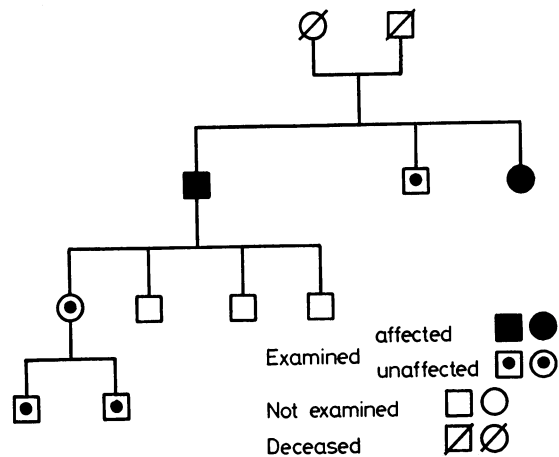 affected
Examined
unaffected
Not examined
Deceased